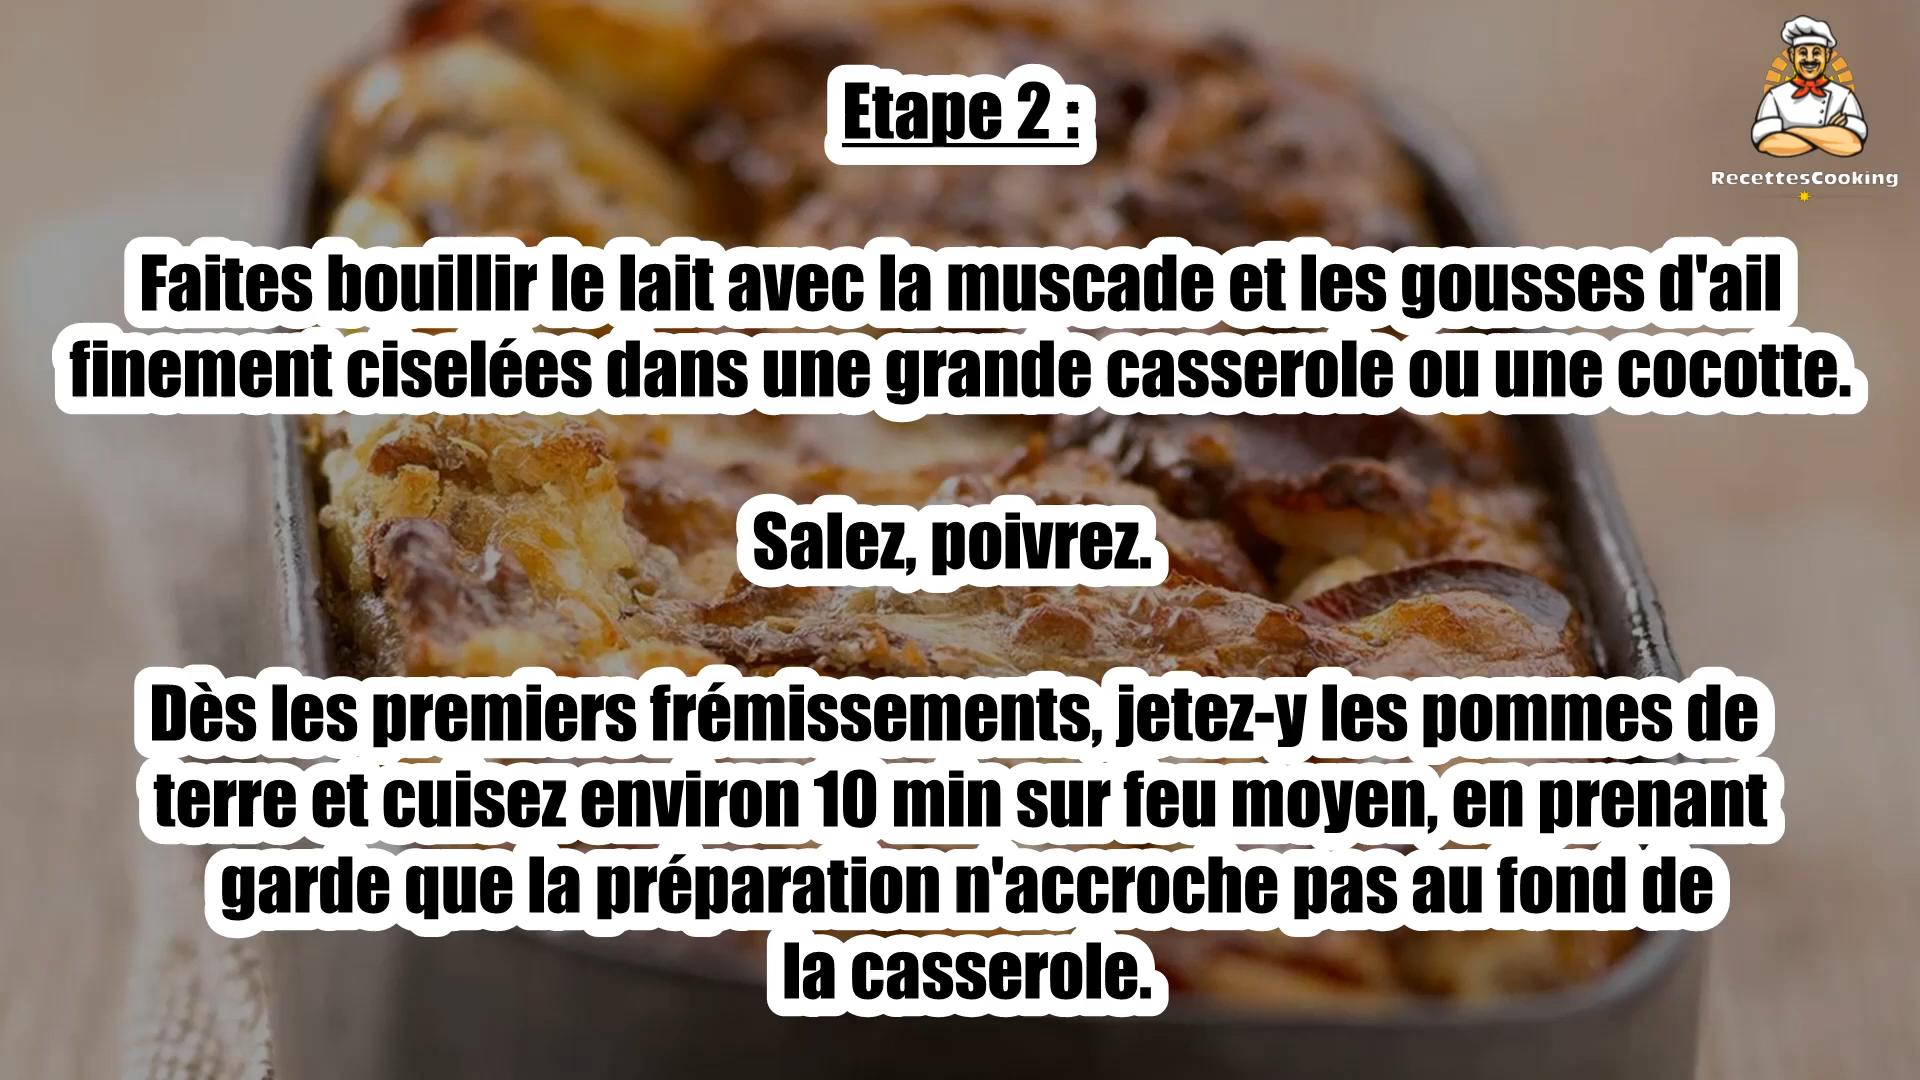 Etape 2 :
RecettesCooking
Faites bouillir le lait avec la muscade et les gousses d'ail
finement ciselées dans une grande casserole ou une cocotte.
Salez, poivrez.
Dès les premiers frémissements, jetez-y les pommes de
terre et cuisez environ 10 min sur feu moyen, en prenant
garde que la préparation n'accroche pas au fond de
la casserole.